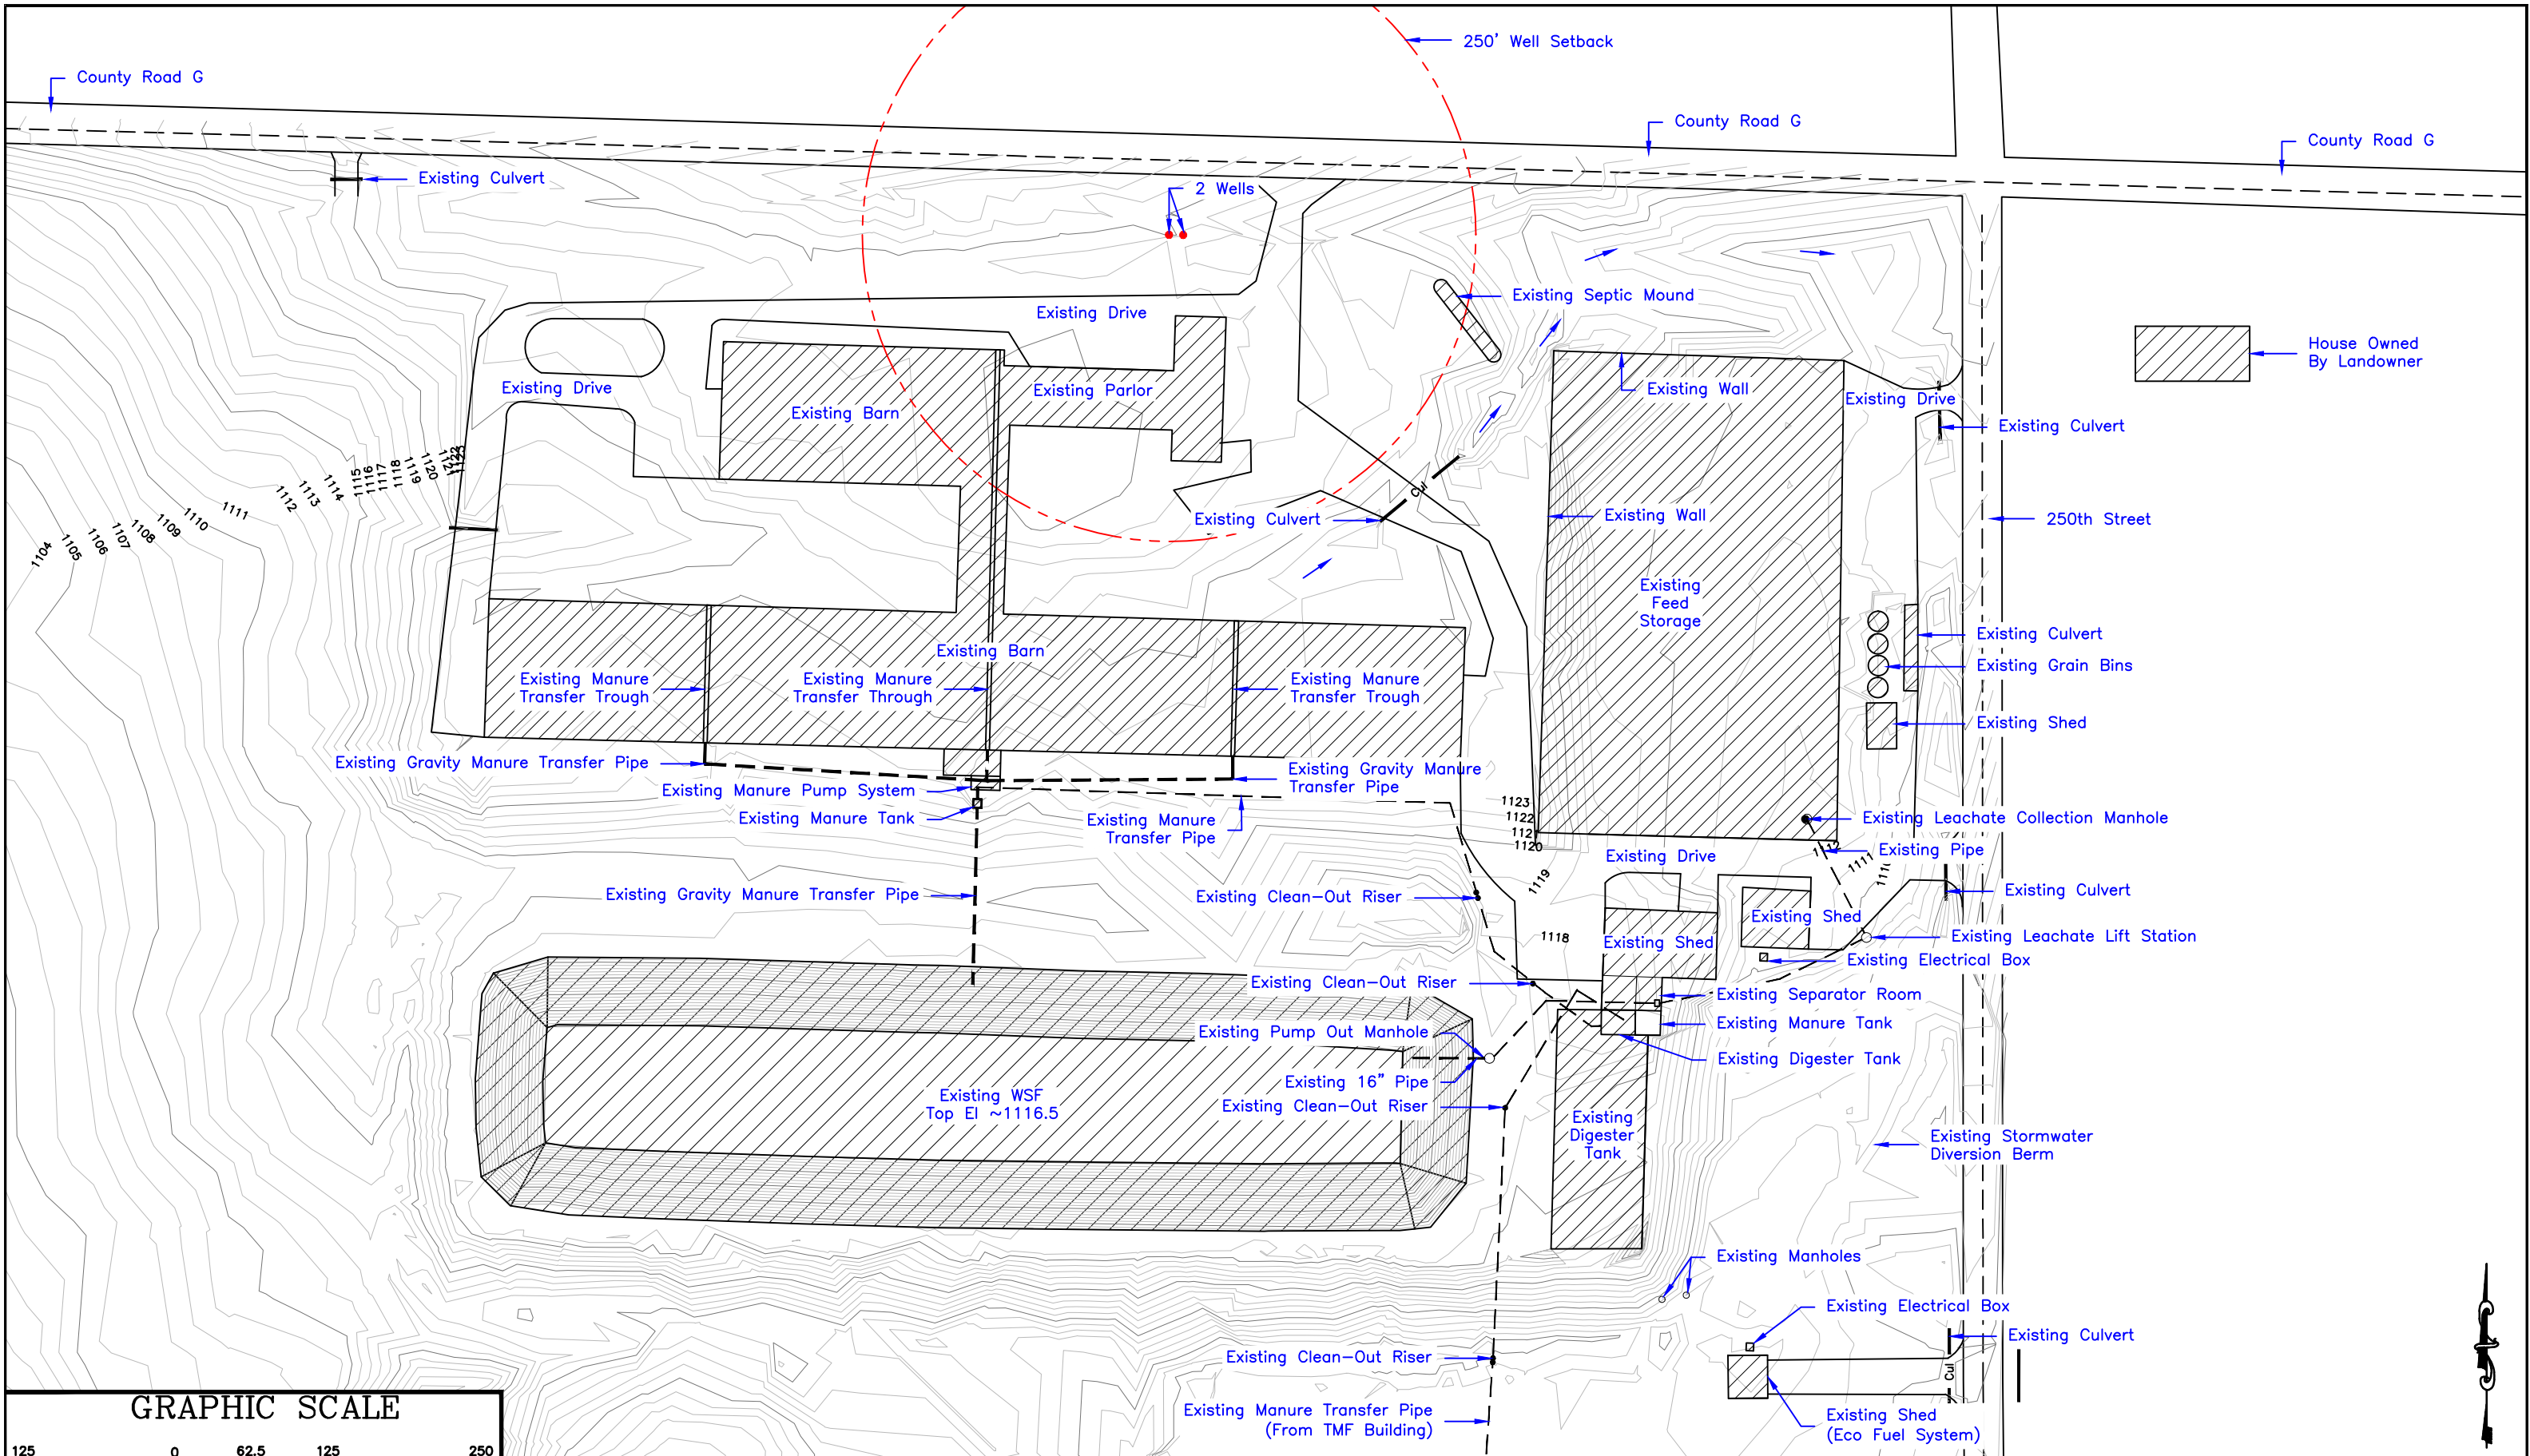 250' Well Setback
County Road G
County Road G
County Road G
Existing Culvert
2 Wells
Existing Septic Mound
Existing Drive
House Owned
By Landowner
Existing Drive
Existing Parlor
Existing Wall
Existing Drive
Existing Barn
Existing Culvert
1104
1105
1106
1107
1108
1109
1110
1111
1112
1113
1114
1115
1116
1117
1118
1119
1120
1121
1122
1123
Cul
Existing Culvert
Existing Wall
250th Street
Existing
Feed
Storage
Existing Culvert
Existing Barn
Existing Grain Bins
Existing Manure
Transfer Trough
Existing Manure
Transfer Through
Existing Manure
Transfer Trough
Existing Shed
Existing Gravity Manure Transfer Pipe
Existing Gravity Manure
Transfer Pipe
Existing Manure Pump System
Existing Manure Tank
Existing Manure
Transfer Pipe
1123
1122
112
1120
1119
1118
Existing Leachate Collection Manhole
Existing Pipe
1112
1111
1110
Existing Drive
Existing Gravity Manure Transfer Pipe
Existing Clean-Out Riser
Existing Culvert
Existing Shed
Existing Shed
Existing Leachate Lift Station
Existing Electrical Box
Existing Clean-Out Riser
Existing Separator Room
Existing Pump Out Manhole
Existing Manure Tank
Existing Digester Tank
Existing 16" Pipe
Existing WSF
Top El ~1116.5
Existing Clean-Out Riser
Existing
Digester
Tank
Existing Stormwater
Diversion Berm
Existing Manholes
Existing Electrical Box
Existing Culvert
Existing Clean-Out Riser
Cul
Existing Manure Transfer Pipe
(From TMF Building)
Existing Shed
(Eco Fuel System)
GRAPHIC SCALE
125 0 62.5 125 250